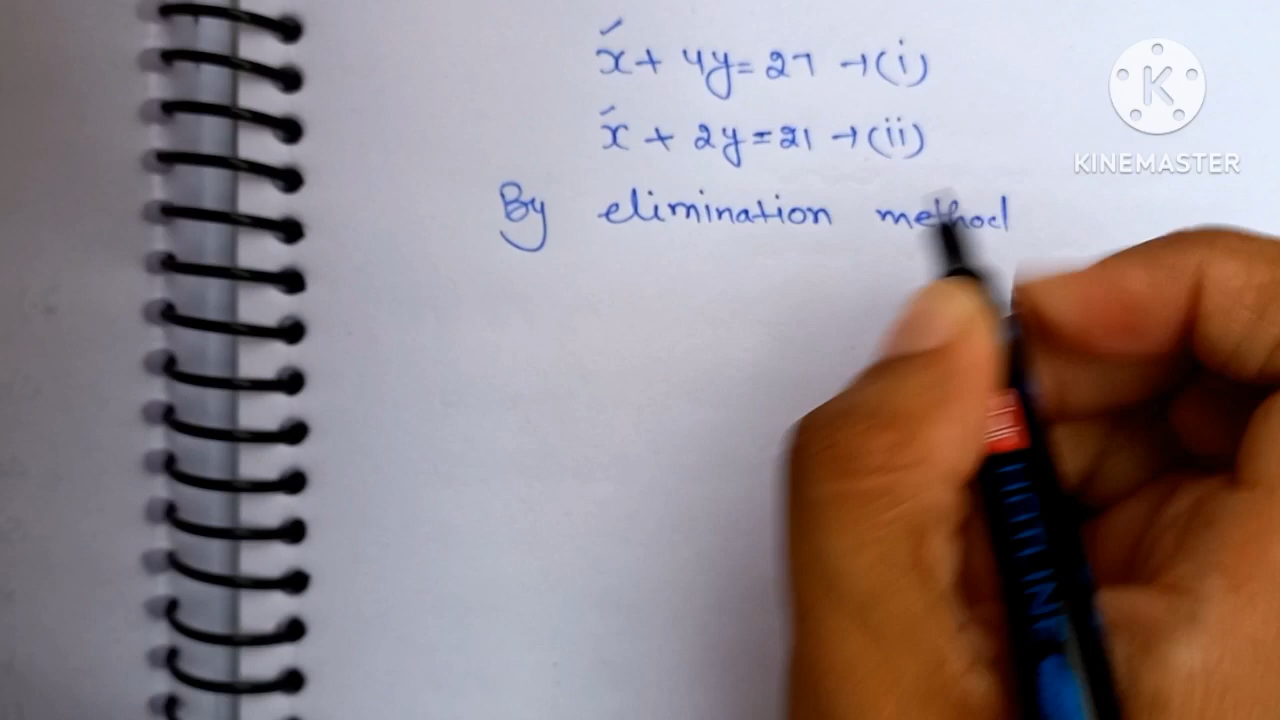 x + 4y = 27 → (i)
x + 2y = 21 → (ii)
By elimination method
K
KINEMASTER